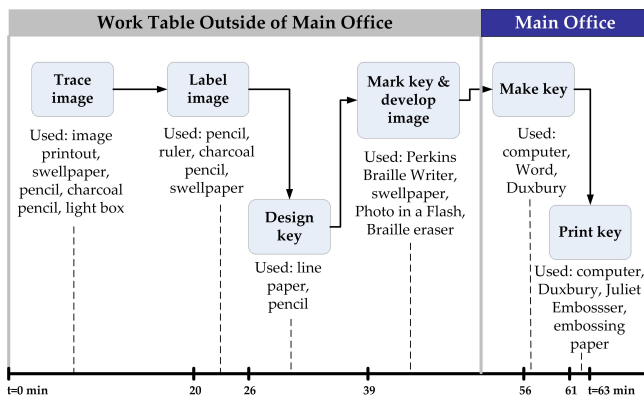 Work Table Outside of Main Office
Main Office
Trace
image
Used: image
printout,
swellpaper,
pencil, charcoal
pencil, light box
Label
image
Used: pencil,
ruler, charcoal
pencil,
swellpaper
Design
key
Used: line
paper,
pencil
Mark key &
develop
image
Used: Perkins
Braille Writer,
swellpaper,
Photo in a Flash,
Braille eraser
Make key
Used:
computer,
Word,
Duxbury
Print key
Used: computer,
Duxbury, Juliet
Embossser,
embossing
paper
t=0 min
20
26
39
56
61
t=63 min